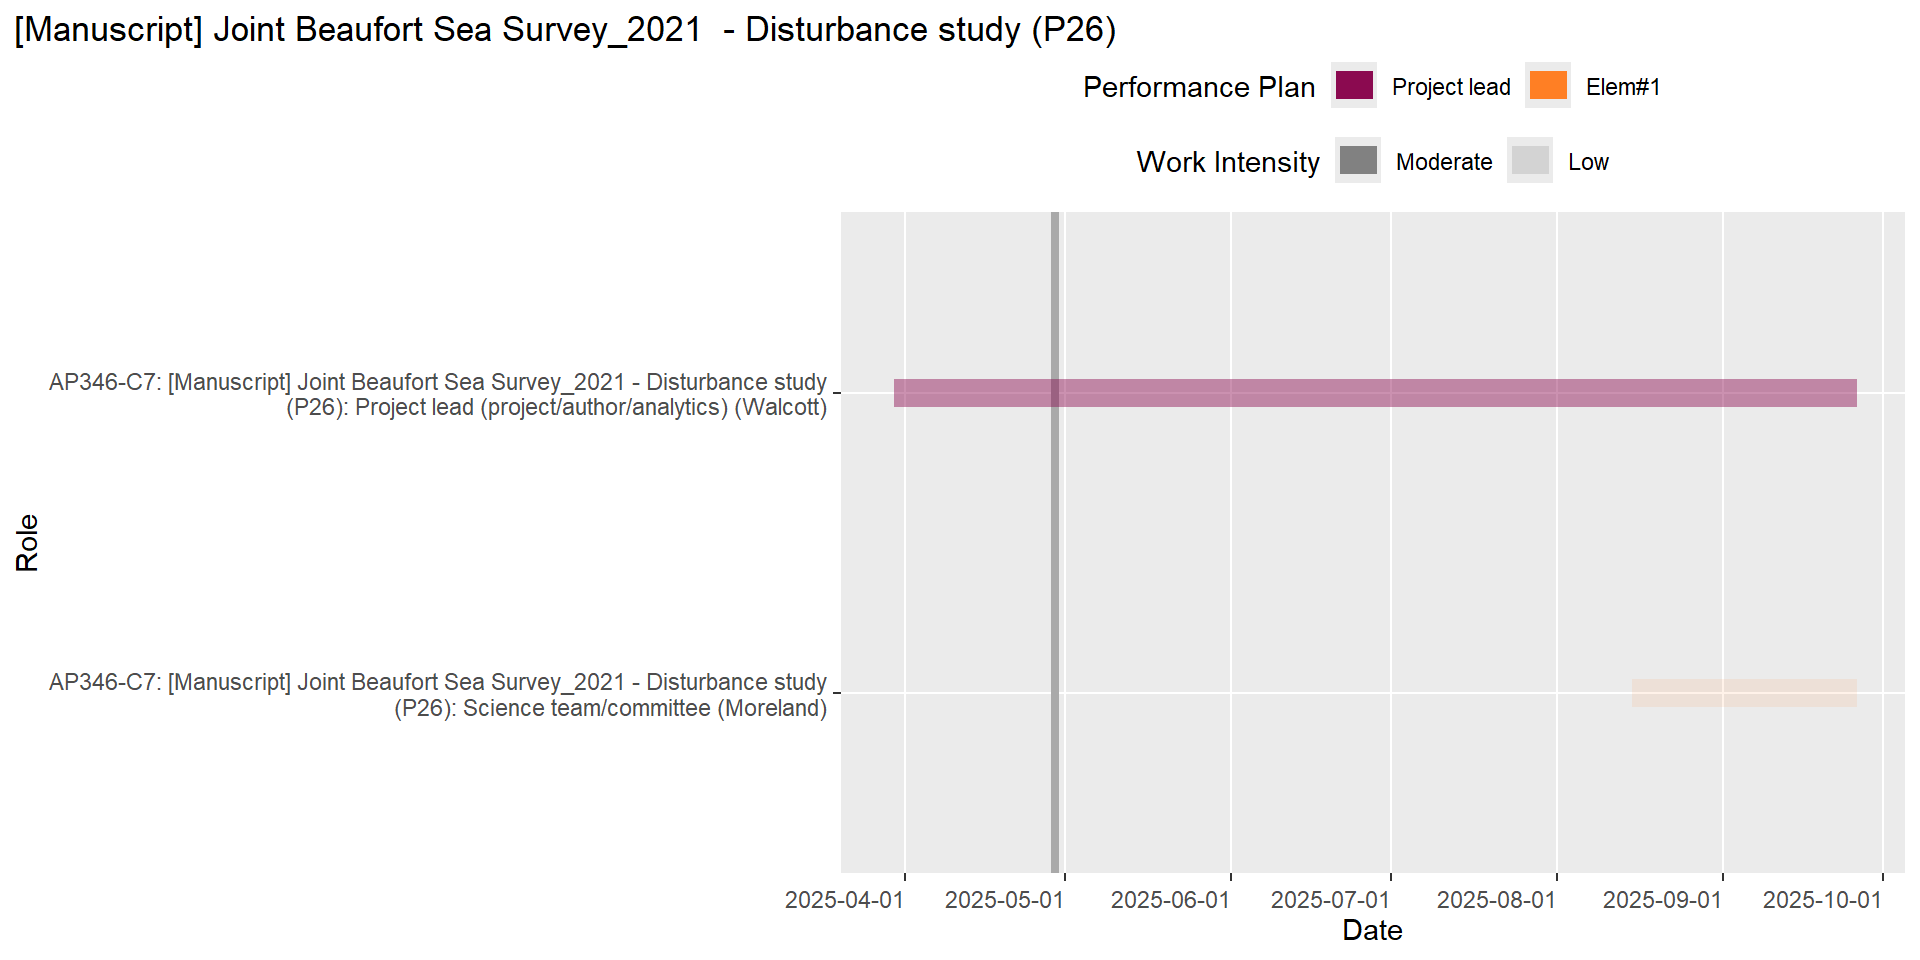 [Manuscript] Joint Beaufort Sea Survey_2021  - Disturbance study (P26)
Performance Plan Project lead Elem#1
Work Intensity Moderate Low
AP346-C7: [Manuscript] Joint Beaufort Sea Survey_2021 - Disturbance study
(P26): Project lead (project/author/analytics) (Walcott)
Role
AP346-C7: [Manuscript] Joint Beaufort Sea Survey_2021 - Disturbance study
(P26): Science team/committee (Moreland)
2025-04-01 2025-05-01 2025-06-01 2025-07-01 2025-08-01 2025-09-01 2025-10-01
Date